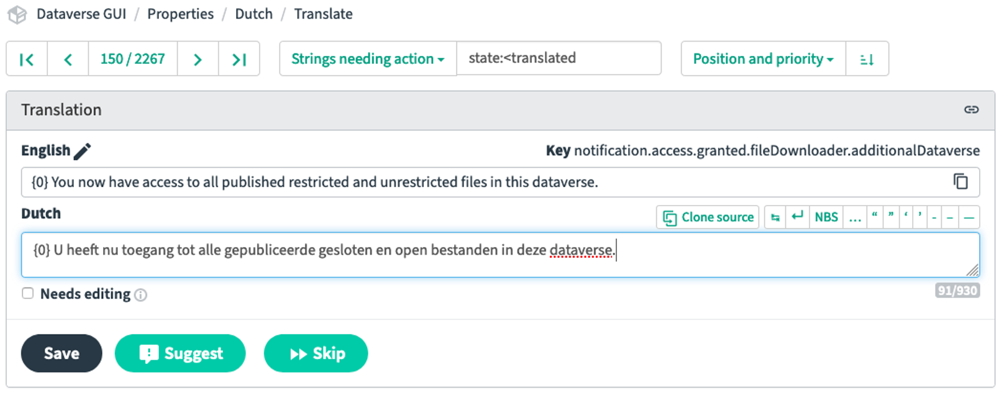 Dataverse GUI / Properties / Dutch / Translate
150 / 2267 Strings needing action state:<translated Position and priority
Translation
English Key notification.access.granted.fileDownloader.additionalDataverse
{0} You now have access to all published restricted and unrestricted files in this dataverse.
Dutch Clone source NBS … “ ” ‘ ’ - – —
{0} U heeft nu toegang tot alle gepubliceerde gesloten en open bestanden in deze dataverse.
Needs editing 91/930
Save Suggest Skip